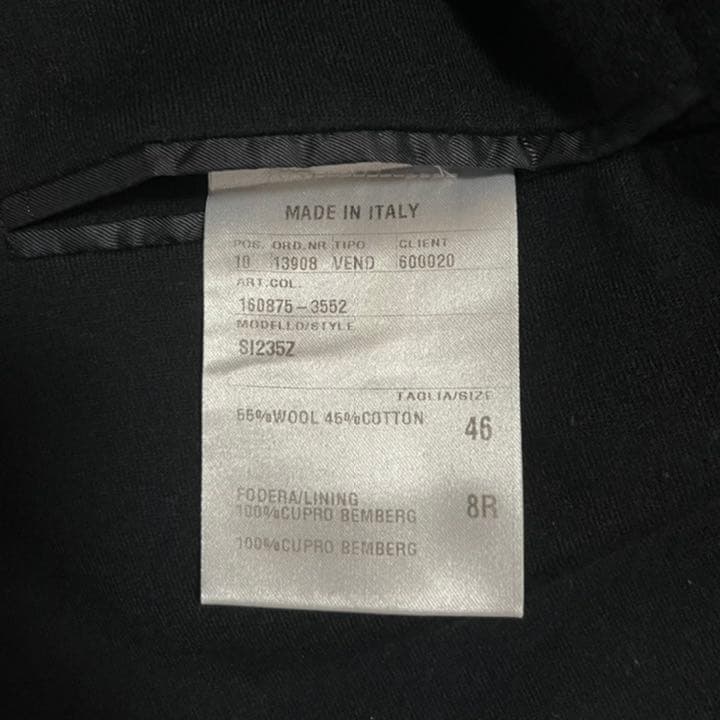 MADE IN ITALY
POS. ORD.NR TIPO CLIENT
10 13908 VEND 600020
ART.COL.
160875-3552
MODELLO/STYLE
SI235Z
TAGLIA/SIZE
55%WOOL 45%COTTON 46
FODERA/LINING
100%CUPRO BEMBERG 8R
100%CUPRO BEMBERG